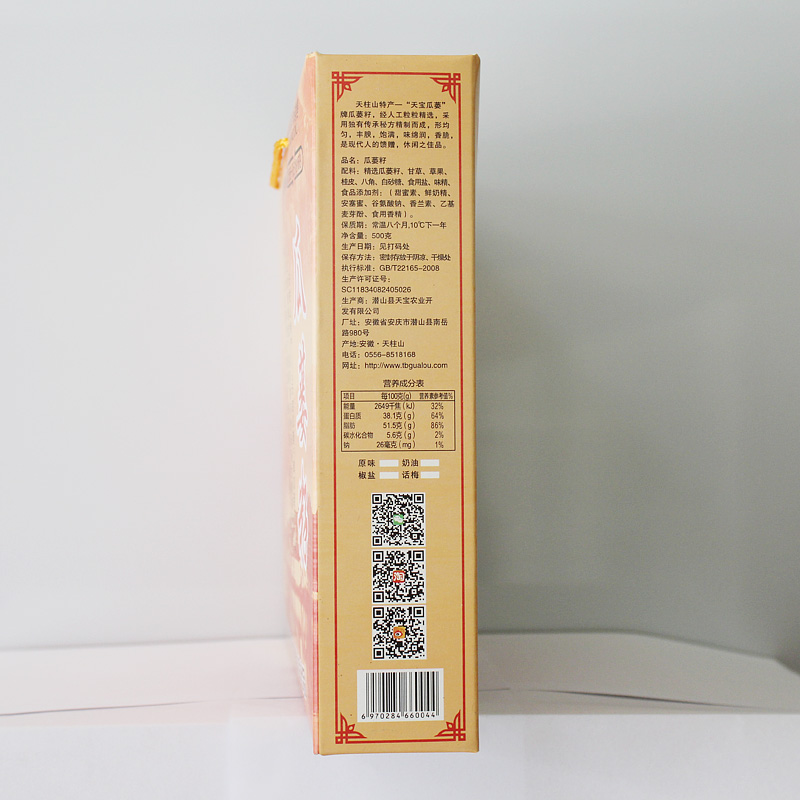 天柱山特产一“天宝瓜蒌”
牌瓜蒌籽，经人工粒粒精选，采
用独有传承秘方精制而成，形均
匀，丰腴，饱满，味绵润，香脆，
是现代人的馈赠，休闲之佳品。
品名：瓜蒌籽
配料：精选瓜蒌籽、甘草、草果、
桂皮、八角、白砂糖、食用盐、味精、
食品添加剂：（甜蜜素、鲜奶精、
安塞蜜、谷氨酸钠、香兰素、乙基
麦芽酚、食用香精）。
保质期：常温八个月,10℃下一年
净含量：500克
生产日期：见打码处
保存方法：密封存放于阴凉、干燥处
执行标准：GB/T22165-2008
生产许可证号：
SC11834082405026
生产商：潜山县天宝农业开
发有限公司
厂址：安徽省安庆市潜山县南岳
路980号
产地:安徽·天柱山
电话：0556-8518168
网址：http://www.tbgualou.com
营养成分表
项目 每100克(g) 营养素参考值%
能量 2649千焦(kJ) 32%
蛋白质 38.1克(g) 64%
脂肪 51.5克(g) 86%
碳水化合物 5.6克(g) 2%
钠 26毫克(mg) 1%
原味 奶油
椒盐 话梅
淘
6970284660044
瓜蒌籽